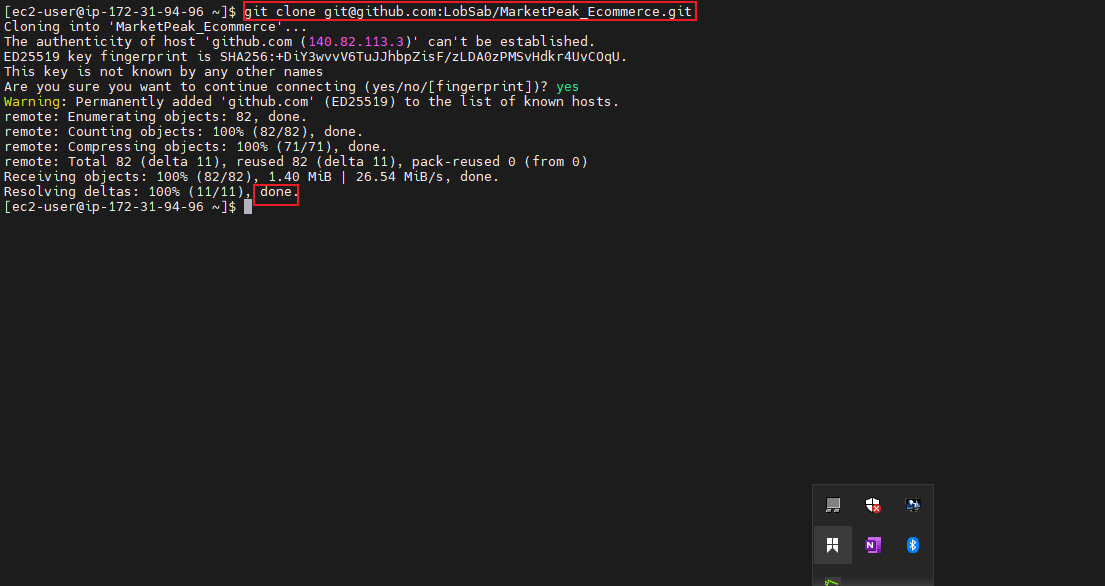 [ec2-user@ip-172-31-94-96 ~]$ git clone git@github.com:LobSab/MarketPeak_Ecommerce.git
Cloning into 'MarketPeak_Ecommerce'...
The authenticity of host 'github.com (140.82.113.3)' can't be established.
ED25519 key fingerprint is SHA256:+DiY3wvvV6TuJJhbpZisF/zLDA0zPMSvHdkr4UvCOqU.
This key is not known by any other names
Are you sure you want to continue connecting (yes/no/[fingerprint])? yes
Warning: Permanently added 'github.com' (ED25519) to the list of known hosts.
remote: Enumerating objects: 82, done.
remote: Counting objects: 100% (82/82), done.
remote: Compressing objects: 100% (71/71), done.
remote: Total 82 (delta 11), reused 82 (delta 11), pack-reused 0 (from 0)
Receiving objects: 100% (82/82), 1.40 MiB | 26.54 MiB/s, done.
Resolving deltas: 100% (11/11), done.
[ec2-user@ip-172-31-94-96 ~]$
N